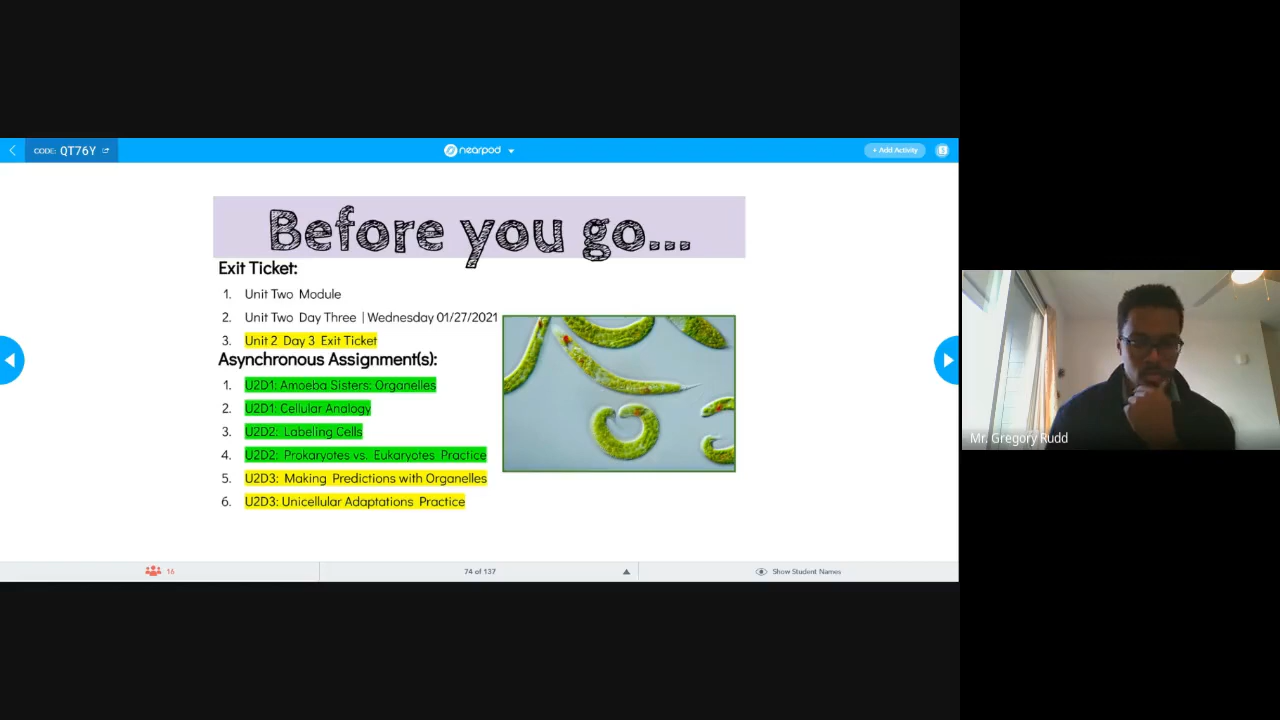 CODE: QT76Y
nearpod
+ Add Activity
Before you go...
Exit Ticket:
1. Unit Two Module
2. Unit Two Day Three | Wednesday 01/27/2021
3. Unit 2 Day 3 Exit Ticket
Asynchronous Assignment(s):
1. U2D1: Amoeba Sisters: Organelles
2. U2D1: Cellular Analogy
3. U2D2: Labeling Cells
4. U2D2: Prokaryotes vs. Eukaryotes Practice
5. U2D3: Making Predictions with Organelles
6. U2D3: Unicellular Adaptations Practice
Mr. Gregory Rudd
16
74 of 137
Show Student Names